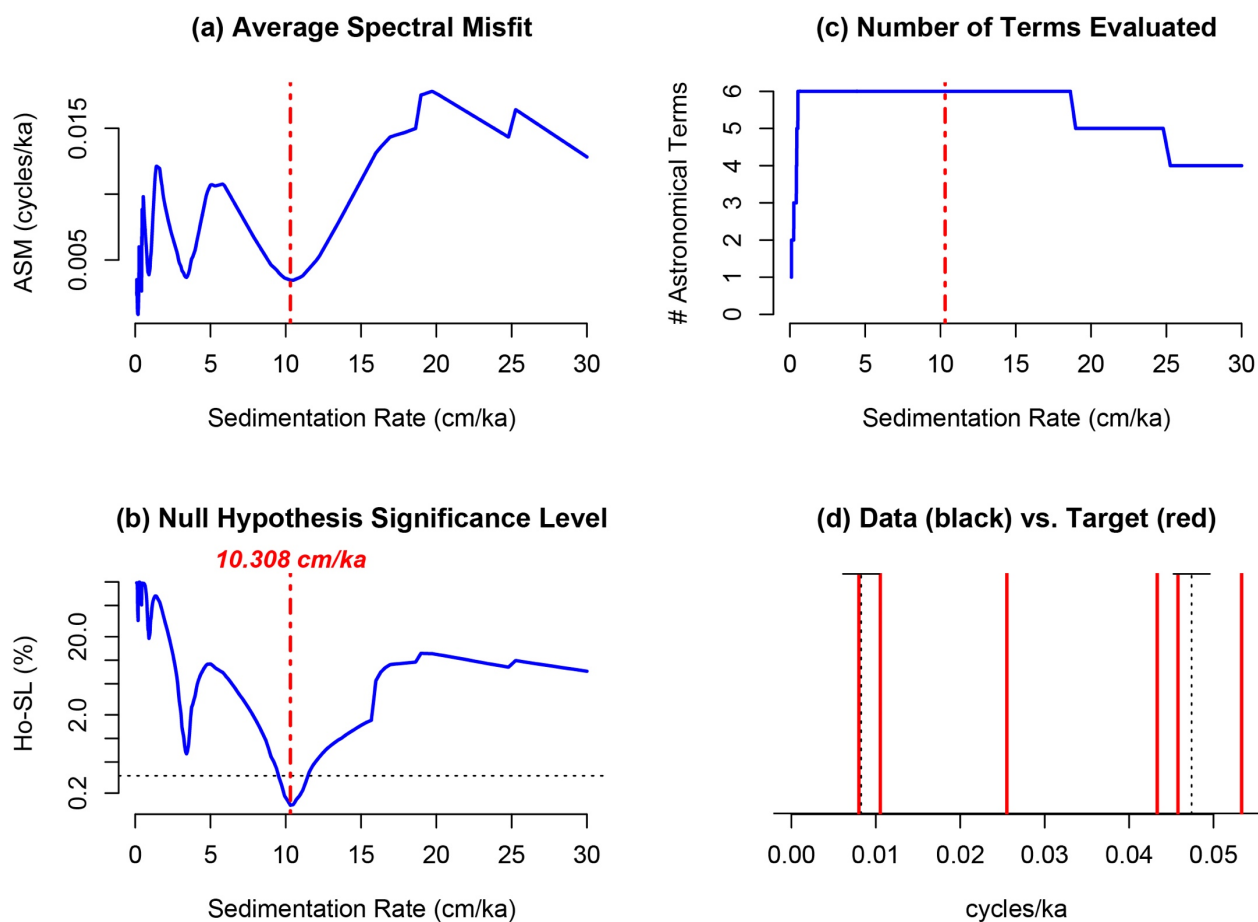 (a) Average Spectral Misfit
ASM (cycles/ka)
0.015
0.005
0 5 10 15 20 25 30
Sedimentation Rate (cm/ka)
(c) Number of Terms Evaluated
# Astronomical Terms
6
5
4
3
2
1
0
0 5 10 15 20 25 30
Sedimentation Rate (cm/ka)
(b) Null Hypothesis Significance Level
10.308 cm/ka
Ho-SL (%)
20.0
2.0
0.2
0 5 10 15 20 25 30
Sedimentation Rate (cm/ka)
(d) Data (black) vs. Target (red)
0.00 0.01 0.02 0.03 0.04 0.05
cycles/ka